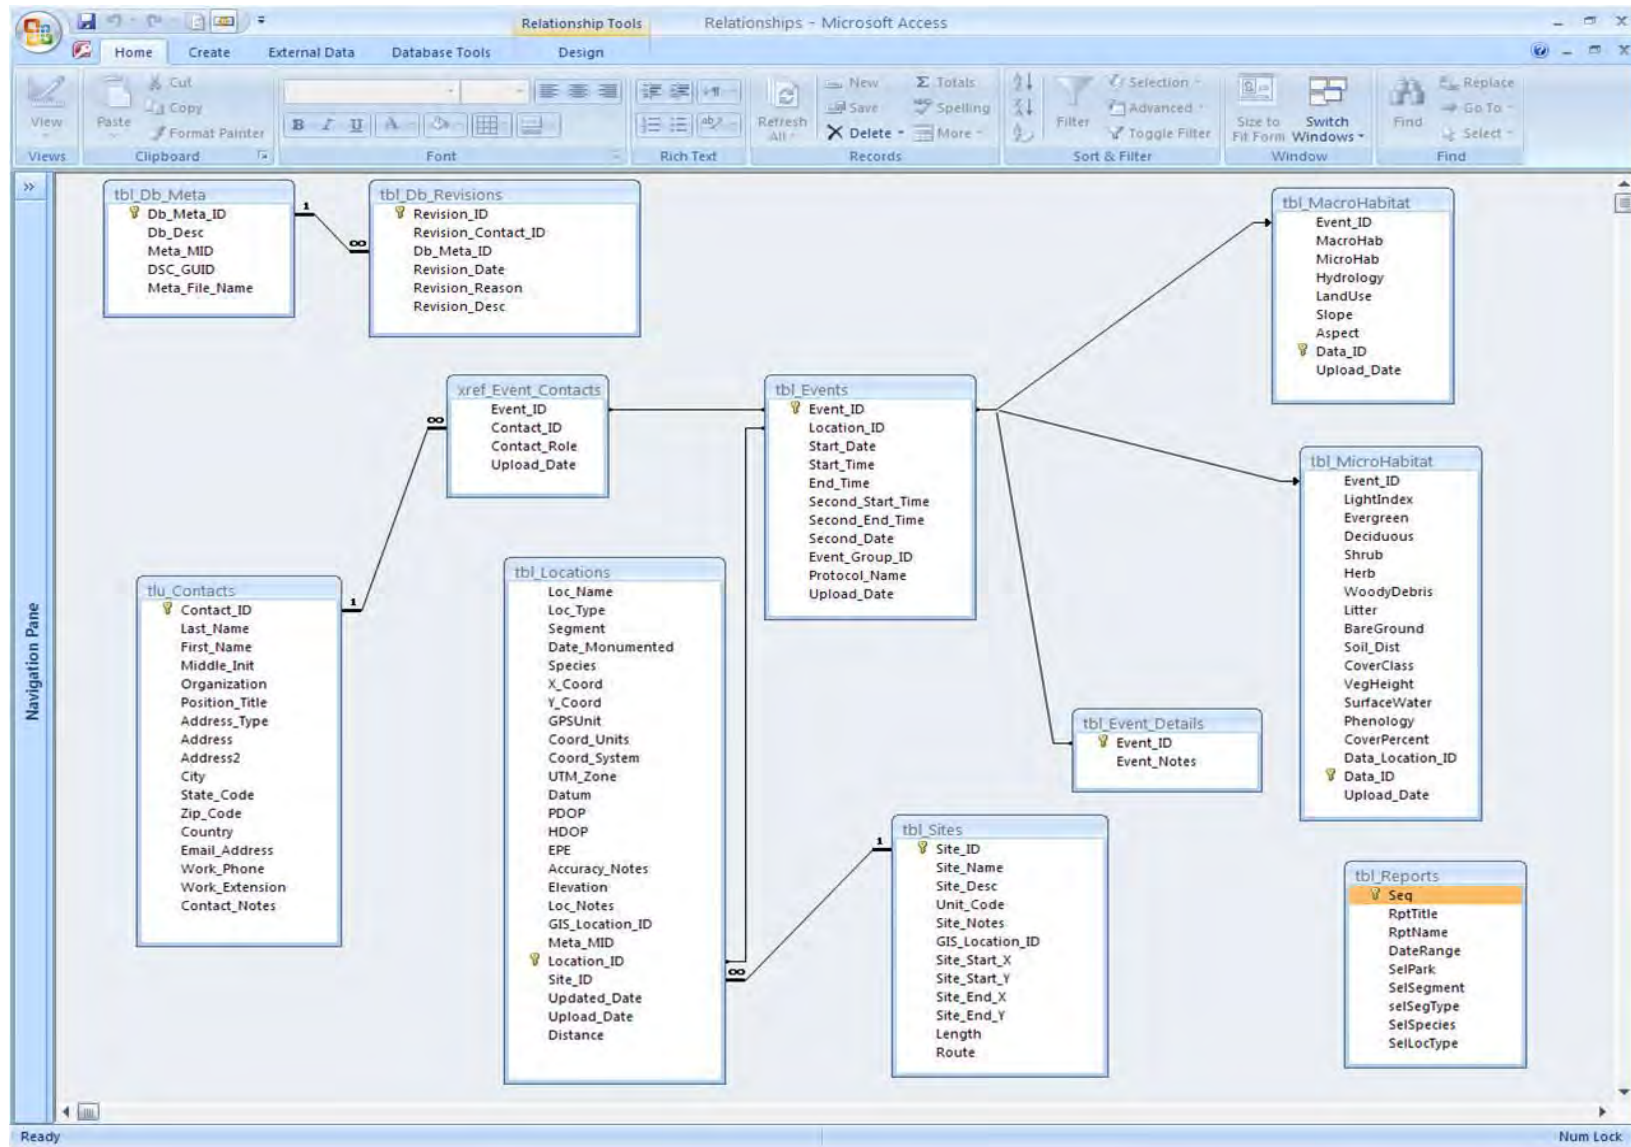 Relationship Tools
Relationships - Microsoft Access
Home Create External Data Database Tools Design
View
Views
Paste
Cut
Copy
Format Painter
Clipboard
B I U A
Font
Rich Text
Refresh All
New
Save
Delete
Σ Totals
Spelling
More
Records
Filter
Selection
Advanced
Toggle Filter
Sort & Filter
Size to Fit Form
Switch Windows
Window
Find
Replace
Go To
Select
Find
Navigation Pane
tbl_Db_Meta
Db_Meta_ID
Db_Desc
Meta_MID
DSC_GUID
Meta_File_Name
1
∞
tbl_Db_Revisions
Revision_ID
Revision_Contact_ID
Db_Meta_ID
Revision_Date
Revision_Reason
Revision_Desc
tbl_MacroHabitat
Event_ID
MacroHab
MicroHab
Hydrology
LandUse
Slope
Aspect
Data_ID
Upload_Date
xref_Event_Contacts
Event_ID
Contact_ID
Contact_Role
Upload_Date
∞
1
tbl_Events
Event_ID
Location_ID
Start_Date
Start_Time
End_Time
Second_Start_Time
Second_End_Time
Second_Date
Event_Group_ID
Protocol_Name
Upload_Date
tbl_MicroHabitat
Event_ID
LightIndex
Evergreen
Deciduous
Shrub
Herb
WoodyDebris
Litter
BareGround
Soil_Dist
CoverClass
VegHeight
SurfaceWater
Phenology
CoverPercent
Data_Location_ID
Data_ID
Upload_Date
tlu_Contacts
Contact_ID
Last_Name
First_Name
Middle_Init
Organization
Position_Title
Address_Type
Address
Address2
City
State_Code
Zip_Code
Country
Email_Address
Work_Phone
Work_Extension
Contact_Notes
tbl_Locations
Loc_Name
Loc_Type
Segment
Date_Monumented
Species
X_Coord
Y_Coord
GPSUnit
Coord_Units
Coord_System
UTM_Zone
Datum
PDOP
HDOP
EPE
Accuracy_Notes
Elevation
Loc_Notes
GIS_Location_ID
Meta_MID
Location_ID
Site_ID
Updated_Date
Upload_Date
Distance
∞
1
tbl_Event_Details
Event_ID
Event_Notes
tbl_Sites
Site_ID
Site_Name
Site_Desc
Unit_Code
Site_Notes
GIS_Location_ID
Site_Start_X
Site_Start_Y
Site_End_X
Site_End_Y
Length
Route
tbl_Reports
Seq
RptTitle
RptName
DateRange
SelPark
SelSegment
selSegType
SelSpecies
SelLocType
Ready
Num Lock